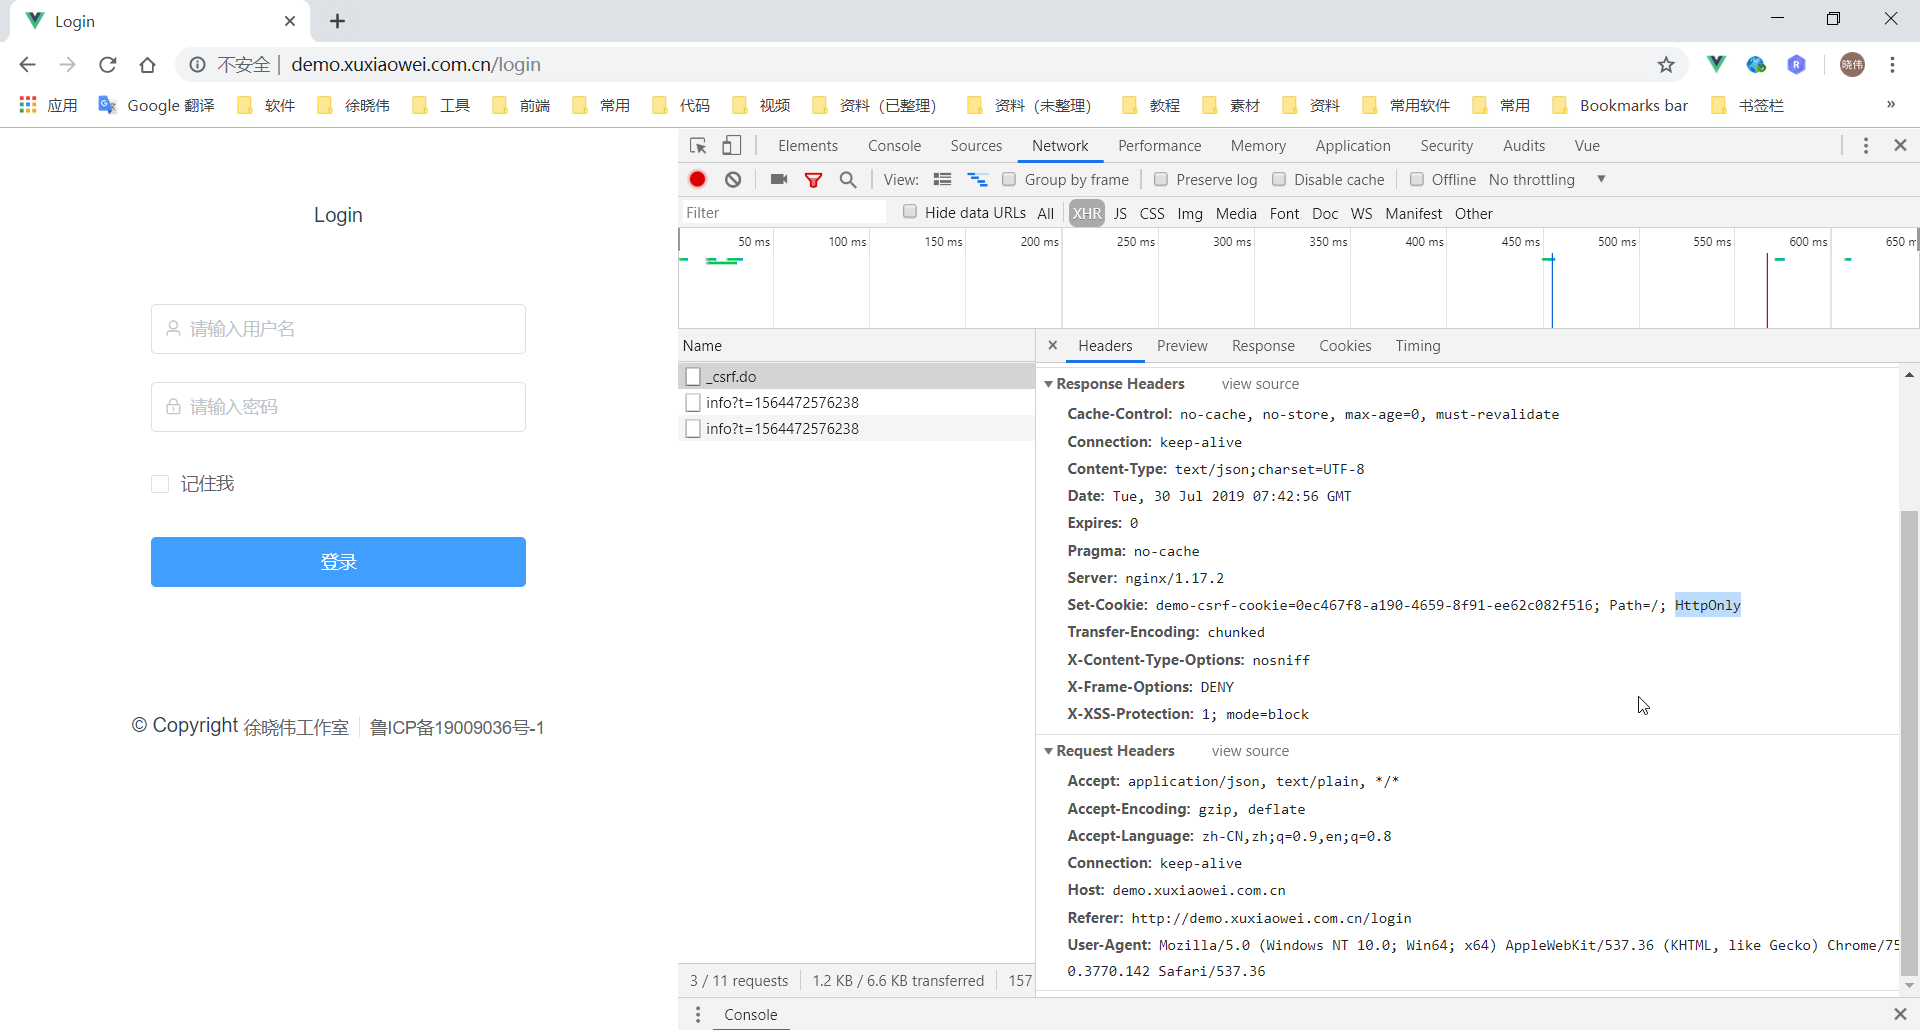 Login
不安全 demo.xuxiaowei.com.cn/login 晓伟
应用 Google 翻译 软件 徐晓伟 工具 前端 常用 代码 视频 资料（已整理） 资料（未整理） 教程 素材 资料 常用软件 常用 Bookmarks bar 书签栏 »
Elements Console Sources Network Performance Memory Application Security Audits Vue
View: Group by frame Preserve log Disable cache Offline No throttling
Filter Hide data URLs All XHR JS CSS Img Media Font Doc WS Manifest Other
50 ms 100 ms 150 ms 200 ms 250 ms 300 ms 350 ms 400 ms 450 ms 500 ms 550 ms 600 ms 650 m
Login
请输入用户名
请输入密码
记住我
登录
© Copyright 徐晓伟工作室 鲁ICP备19009036号-1
Name
_csrf.do
info?t=1564472576238
info?t=1564472576238
3 / 11 requests 1.2 KB / 6.6 KB transferred 157
Headers Preview Response Cookies Timing
Response Headers view source
Cache-Control: no-cache, no-store, max-age=0, must-revalidate
Connection: keep-alive
Content-Type: text/json;charset=UTF-8
Date: Tue, 30 Jul 2019 07:42:56 GMT
Expires: 0
Pragma: no-cache
Server: nginx/1.17.2
Set-Cookie: demo-csrf-cookie=0ec467f8-a190-4659-8f91-ee62c082f516; Path=/; HttpOnly
Transfer-Encoding: chunked
X-Content-Type-Options: nosniff
X-Frame-Options: DENY
X-XSS-Protection: 1; mode=block
Request Headers view source
Accept: application/json, text/plain, */*
Accept-Encoding: gzip, deflate
Accept-Language: zh-CN,zh;q=0.9,en;q=0.8
Connection: keep-alive
Host: demo.xuxiaowei.com.cn
Referer: http://demo.xuxiaowei.com.cn/login
User-Agent: Mozilla/5.0 (Windows NT 10.0; Win64; x64) AppleWebKit/537.36 (KHTML, like Gecko) Chrome/75
0.3770.142 Safari/537.36
Console